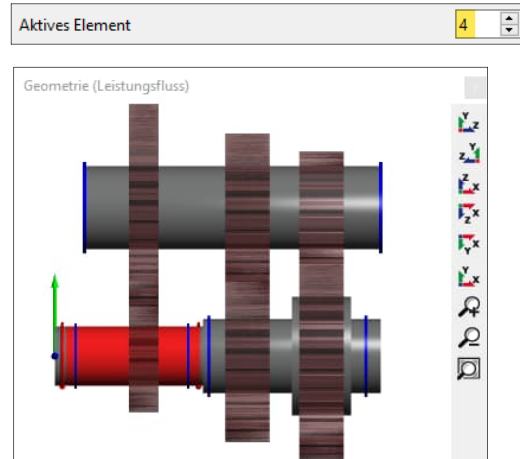 Aktives Element 4
Geometrie (Leistungsfluss)
Y Z
Z Y
Z X
Z X
Y X
Y X